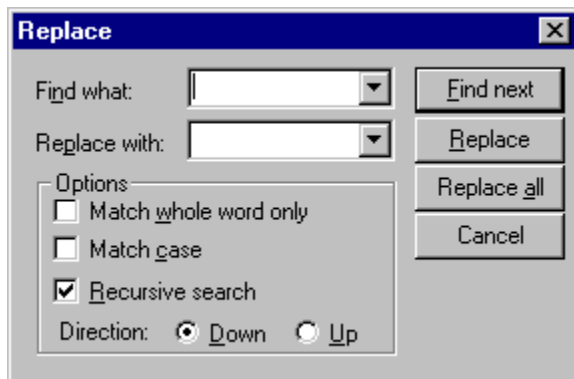 Replace
Find what:
Find next
Replace with:
Replace
Options
Replace all
Match whole word only
Cancel
Match case
Recursive search
Direction: Down Up